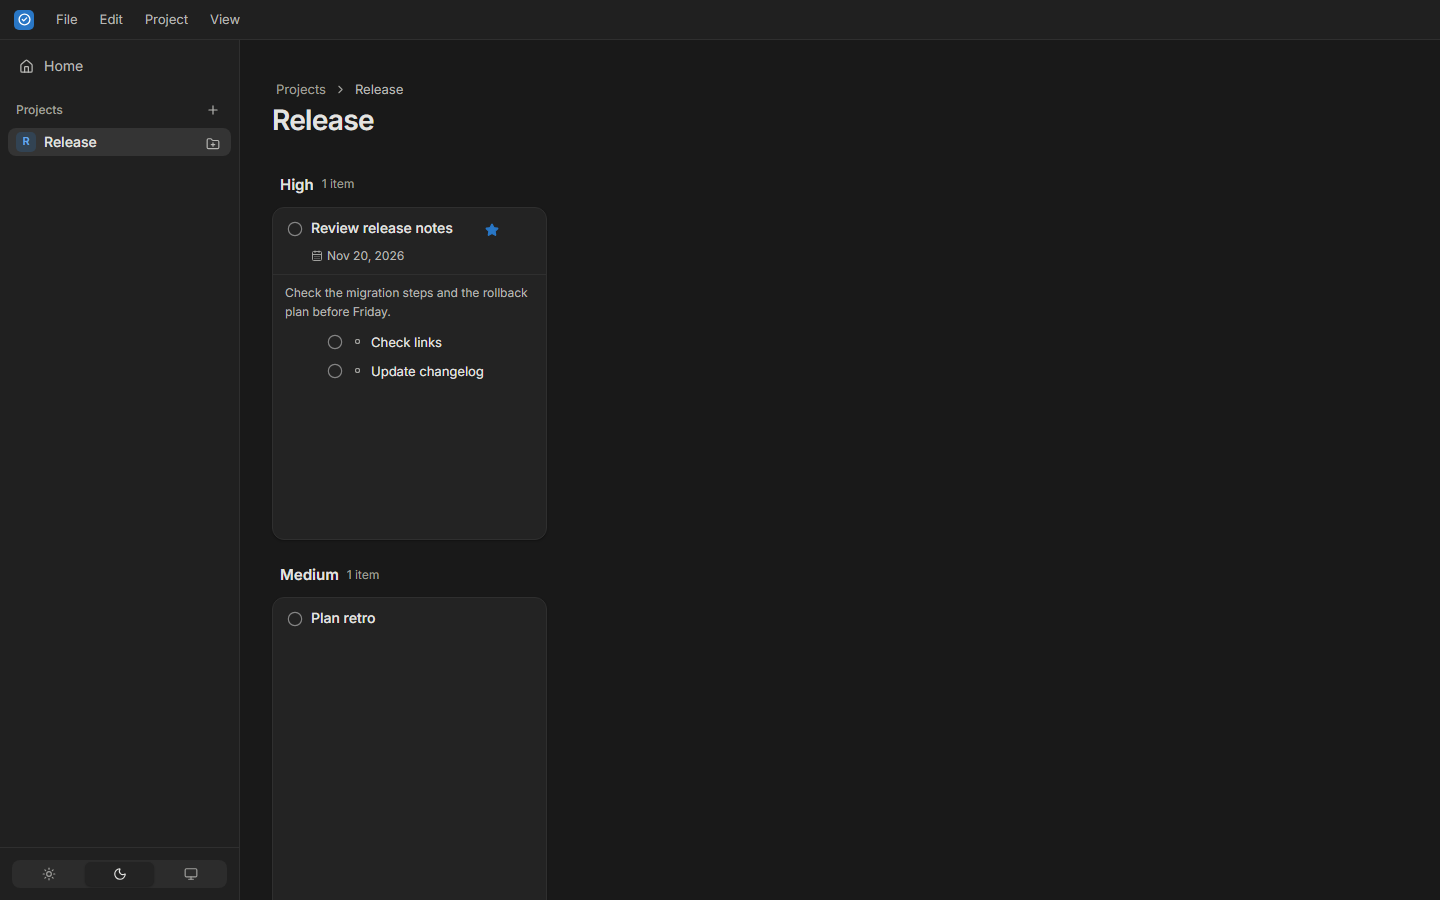 File Edit Project View
Home
Projects
R Release
Projects Release
Release
High 1 item
Review release notes
Nov 20, 2026
Check the migration steps and the rollback
plan before Friday.
Check links
Update changelog
Medium 1 item
Plan retro